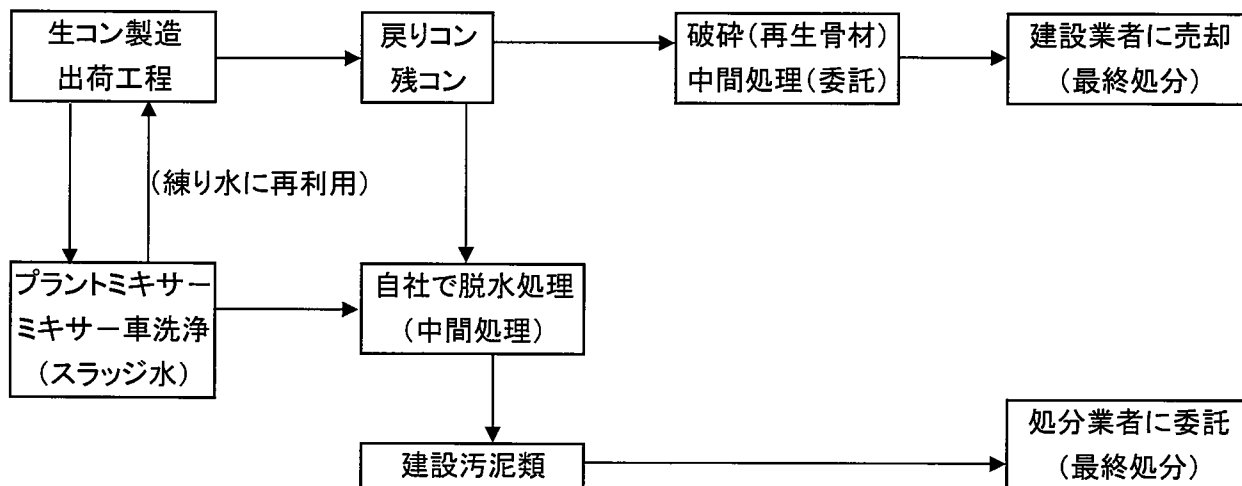 生コン製造
出荷工程
戻りコン
残コン
破砕(再生骨材)
中間処理(委託)
建設業者に売却
(最終処分)
(練り水に再利用)
プラントミキサー
ミキサー車洗浄
(スラッジ水)
自社で脱水処理
(中間処理)
建設汚泥類
処分業者に委託
(最終処分)